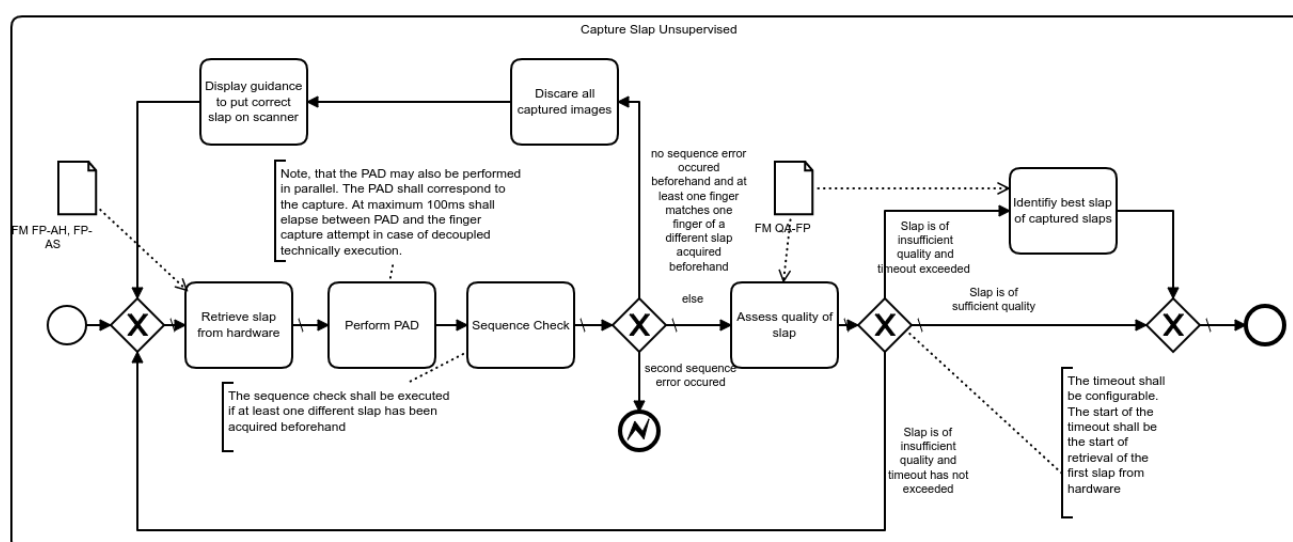 Capture Slap Unsupervised
Display guidance
to put correct
slap on scanner
Discare all
captured images
no sequence error
occured
beforehand and at
least one finger
matches one
finger of a
different slap
acquired
beforehand
Note, that the PAD may also be performed
in parallel. The PAD shall correspond to
the capture. At maximum 100ms shall
elapse between PAD and the finger
capture attempt in case of decoupled
technically execution.
FM FP-AH, FP-
AS
FM QA-FP
Identifiy best slap
of captured slaps
Slap is of
insufficient
quality and
timeout exceeded
Retrieve slap
from hardware
Perform PAD
Sequence Check
else
Assess quality of
slap
Slap is of
sufficient quality
second sequence
error occured
The sequence check shall be executed
if at least one different slap has been
acquired beforehand
Slap is of
insufficient
quality and
timeout has not
exceeded
The timeout shall
be configurable.
The start of the
timeout shall be
the start of
retrieval of the
first slap from
hardware